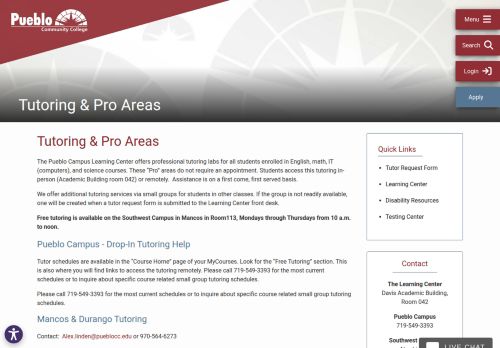 Pueblo
Community College
Menu
Search
Login
Apply
Tutoring & Pro Areas
Tutoring & Pro Areas
The Pueblo Campus Learning Center offers professional tutoring labs for all students enrolled in English, math, IT
(computers), and science courses. These "Pro" areas do not require an appointment. Students access this tutoring in-
person (Academic Building room 042) or remotely. Assistance is on a first come, first served basis.
We offer additional tutoring services via small groups for students in other classes. If the group is not readily available,
one will be created when a tutor request form is submitted to the Learning Center front desk.
Free tutoring is available on the Southwest Campus in Mancos in Room113, Mondays through Thursdays from 10 a.m.
to noon.
Pueblo Campus - Drop-In Tutoring Help
Tutor schedules are available in the "Course Home" page of your MyCourses. Look for the "Free Tutoring" section. This
is also where you will find links to access the tutoring remotely. Please call 719-549-3393 for the most current
schedules or to inquire about specific course related small group tutoring schedules.
Please call 719-549-3393 for the most current schedules or to inquire about specific course related small group tutoring
schedules.
Mancos & Durango Tutoring
Contact: Alex.linden@pueblocc.edu or 970-564-6273
Quick Links
Tutor Request Form
Learning Center
Disability Resources
Testing Center
Contact
The Learning Center
Davis Academic Building,
Room 042
Pueblo Campus
719-549-3393
Southwest
LIVE CHAT